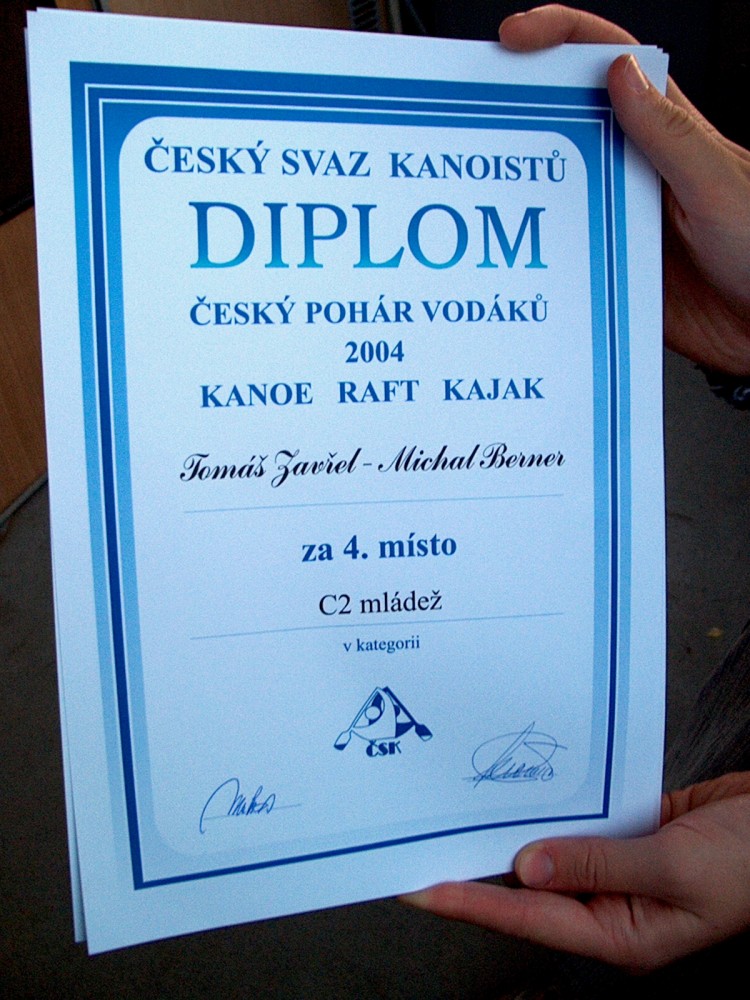 ČESKÝ SVAZ KANOISTŮ
DIPLOM
ČESKÝ POHÁR VODÁKŮ
2004
KANOE RAFT KAJAK
Tomáš Zavřel - Michal Berner
za 4. místo
C2 mládež
v kategorii
ČSK